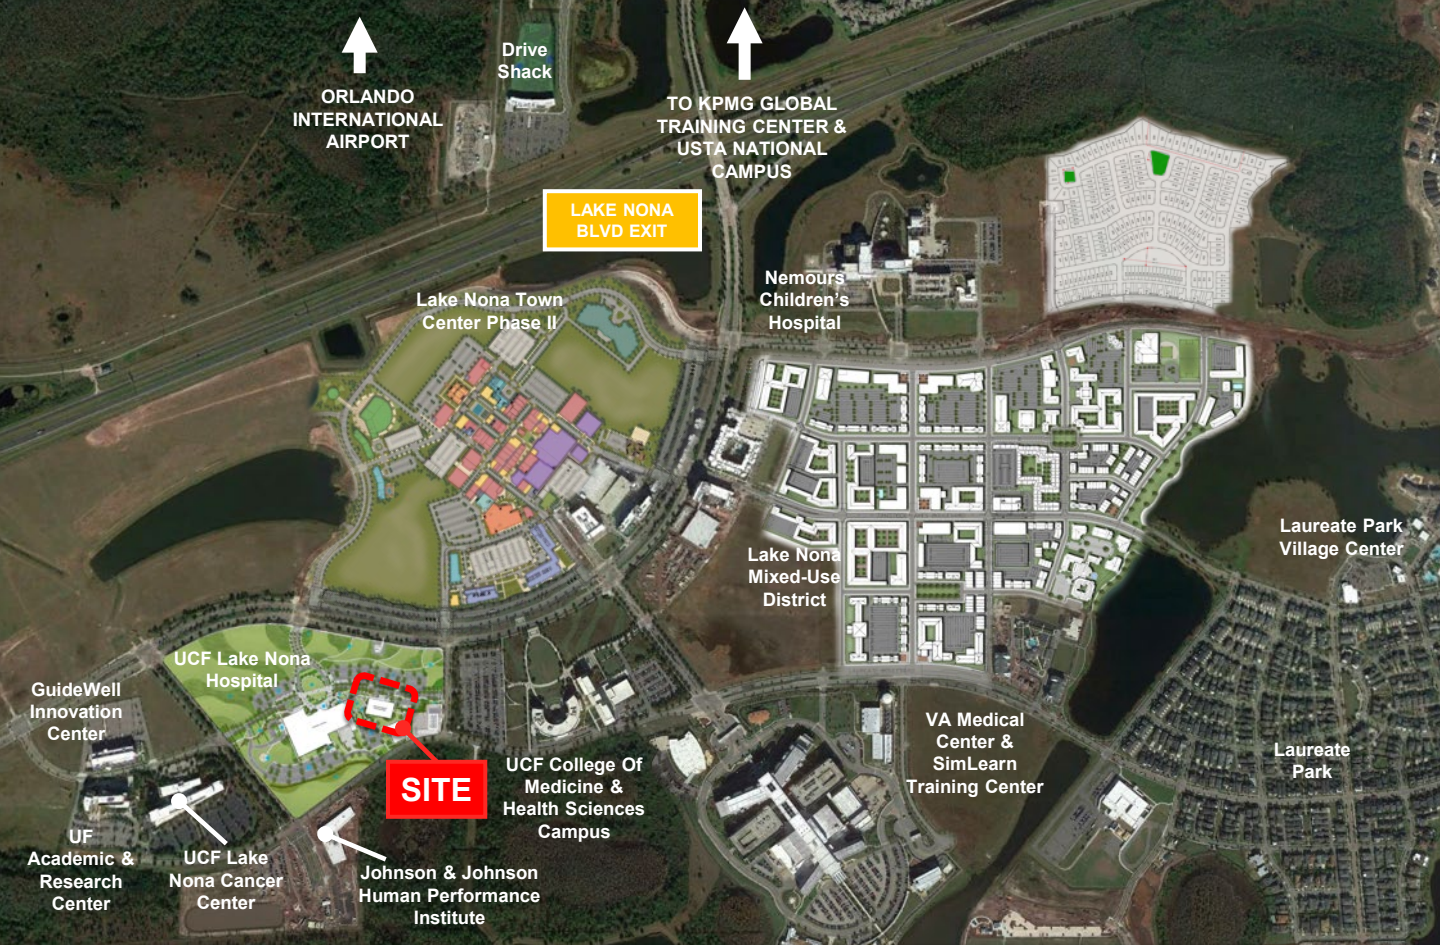 Drive
Shack
ORLANDO
INTERNATIONAL
AIRPORT
TO KPMG GLOBAL
TRAINING CENTER &
USTA NATIONAL
CAMPUS
LAKE NONA
BLVD EXIT
Lake Nona Town
Center Phase II
Nemours
Children's
Hospital
Laureate Park
Village Center
Lake Nona
Mixed-Use
District
UCF Lake Nona
Hospital
GuideWell
Innovation
Center
SITE
UCF College Of
Medicine &
Health Sciences
Campus
VA Medical
Center &
SimLearn
Training Center
Laureate
Park
UF
Academic &
Research
Center
UCF Lake
Nona Cancer
Center
Johnson & Johnson
Human Performance
Institute